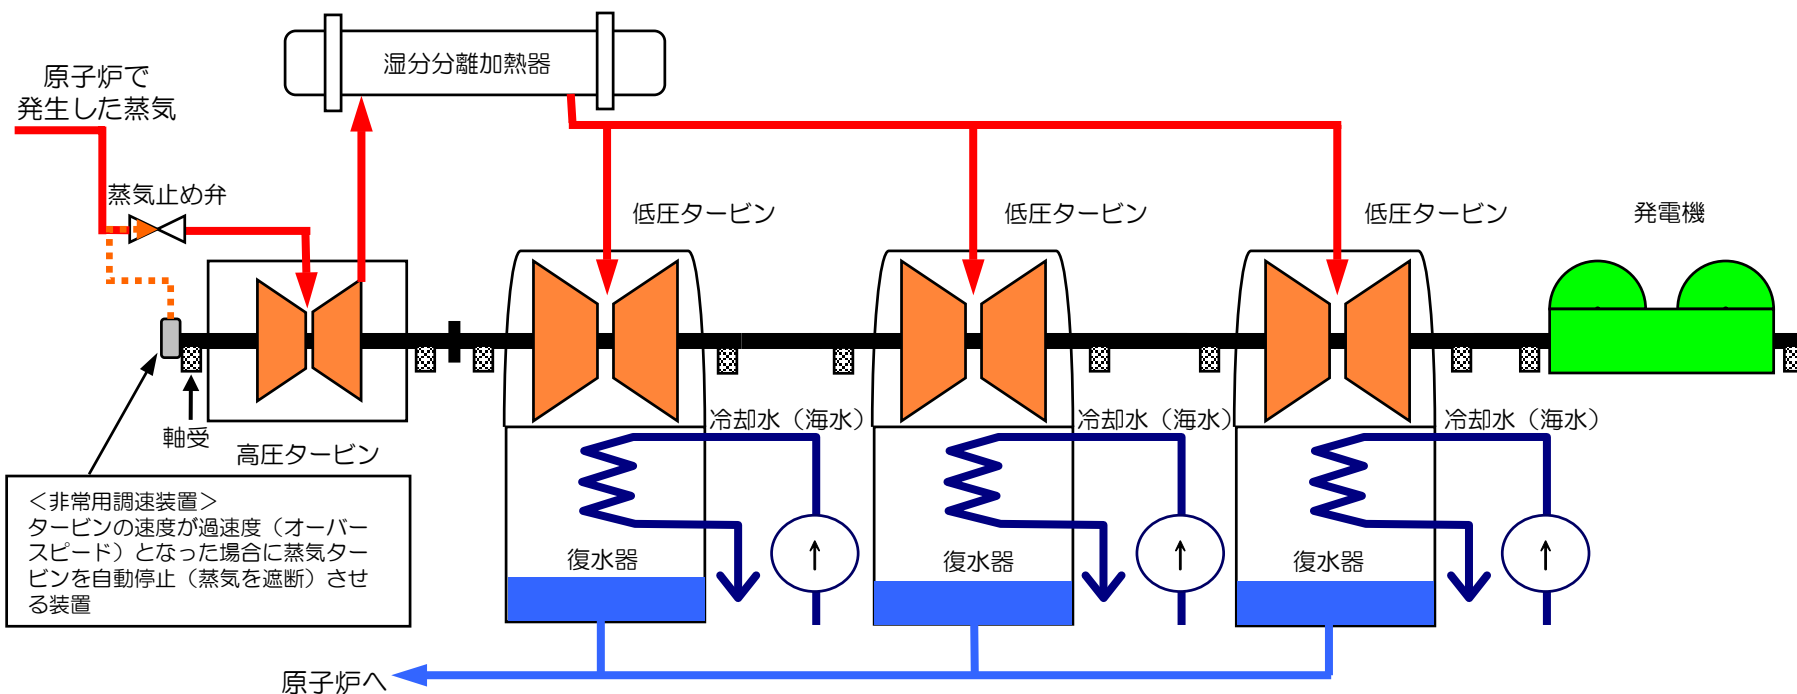 湿分分離加熱器
原子炉で
発生した蒸気
蒸気止め弁
低圧タービン
低圧タービン
低圧タービン
発電機
冷却水（海水）
冷却水（海水）
冷却水（海水）
軸受
高圧タービン
＜非常用調速装置＞
タービンの速度が過速度（オーバー
スピード）となった場合に蒸気ター
ビンを自動停止（蒸気を遮断）させ
る装置
復水器
復水器
復水器
原子炉へ